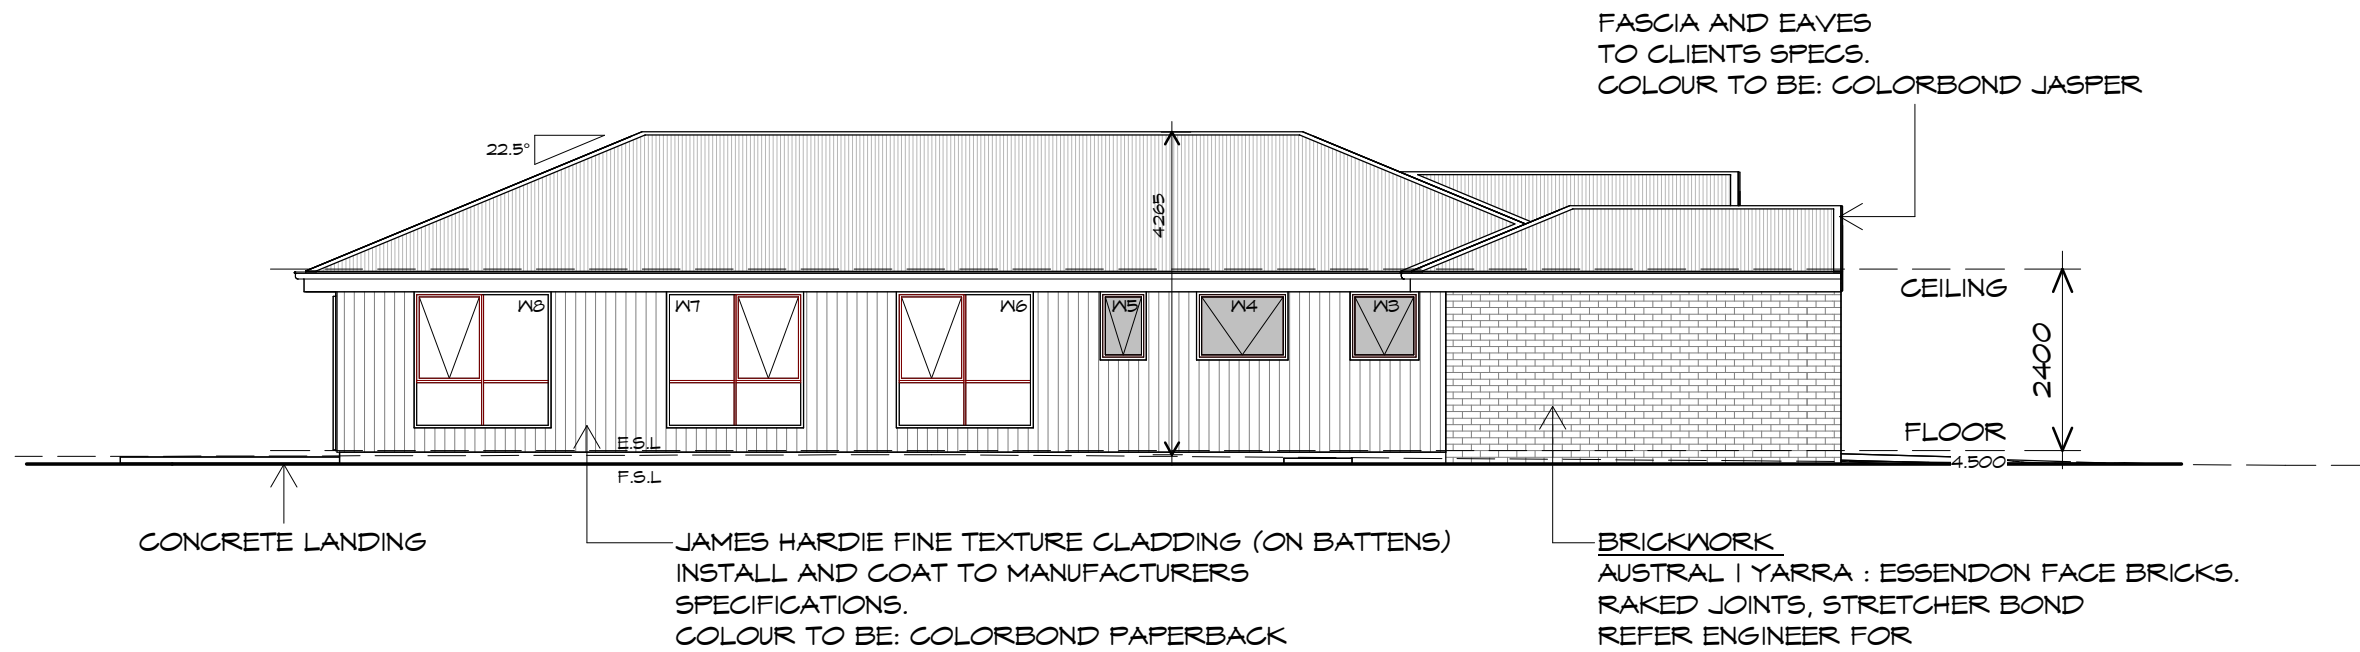 FASCIA AND EAVES
TO CLIENTS SPECS.
COLOUR TO BE: COLORBOND JASPER
22.5°
4265
W8
W7
W6
W5
W4
W3
CEILING
2400
FLOOR
4.500
E.S.L
F.S.L
CONCRETE LANDING
JAMES HARDIE FINE TEXTURE CLADDING (ON BATTENS)
INSTALL AND COAT TO MANUFACTURERS
SPECIFICATIONS.
COLOUR TO BE: COLORBOND PAPERBACK
BRICKWORK
AUSTRAL | YARRA : ESSENDON FACE BRICKS.
RAKED JOINTS, STRETCHER BOND
REFER ENGINEER FOR